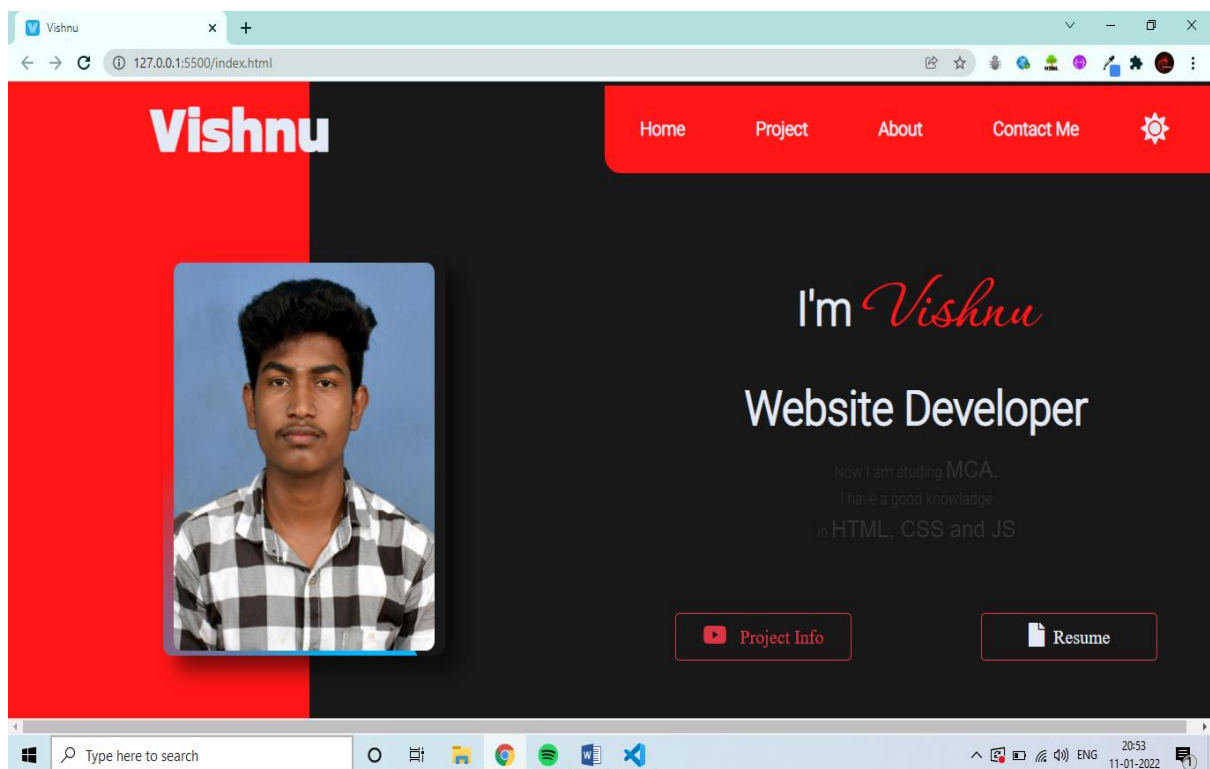 Vishnu
127.0.0.1:5500/index.html
Vishnu
Home Project About Contact Me
I'm Vishnu
Website Developer
Now I am studing MCA.
I have a good knowladge
in HTML, CSS and JS
Project Info Resume
Type here to search
ENG
20:53
11-01-2022